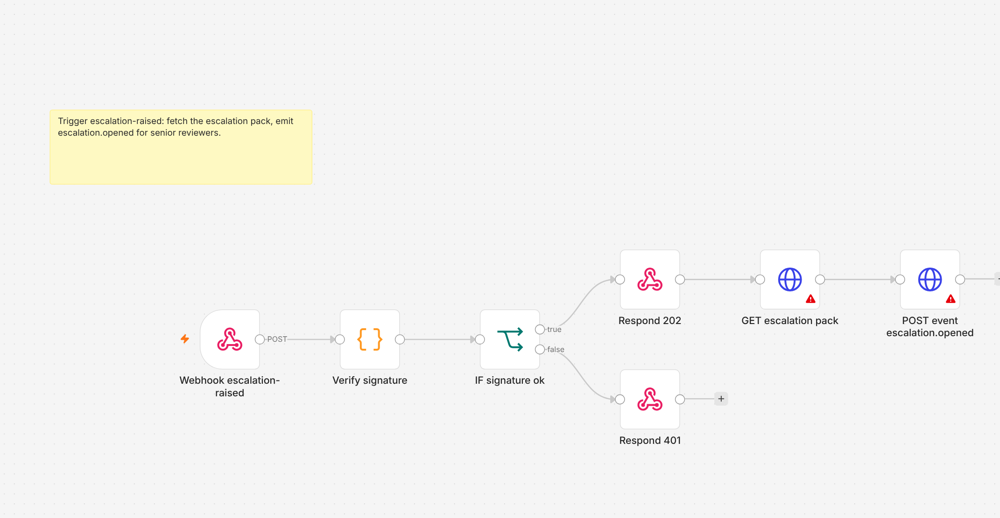 Trigger escalation-raised: fetch the escalation pack, emit
escalation.opened for senior reviewers.
POST
Webhook escalation-
raised
Verify signature
IF signature ok
true
false
Respond 202
GET escalation pack
POST event
escalation.opened
Respond 401